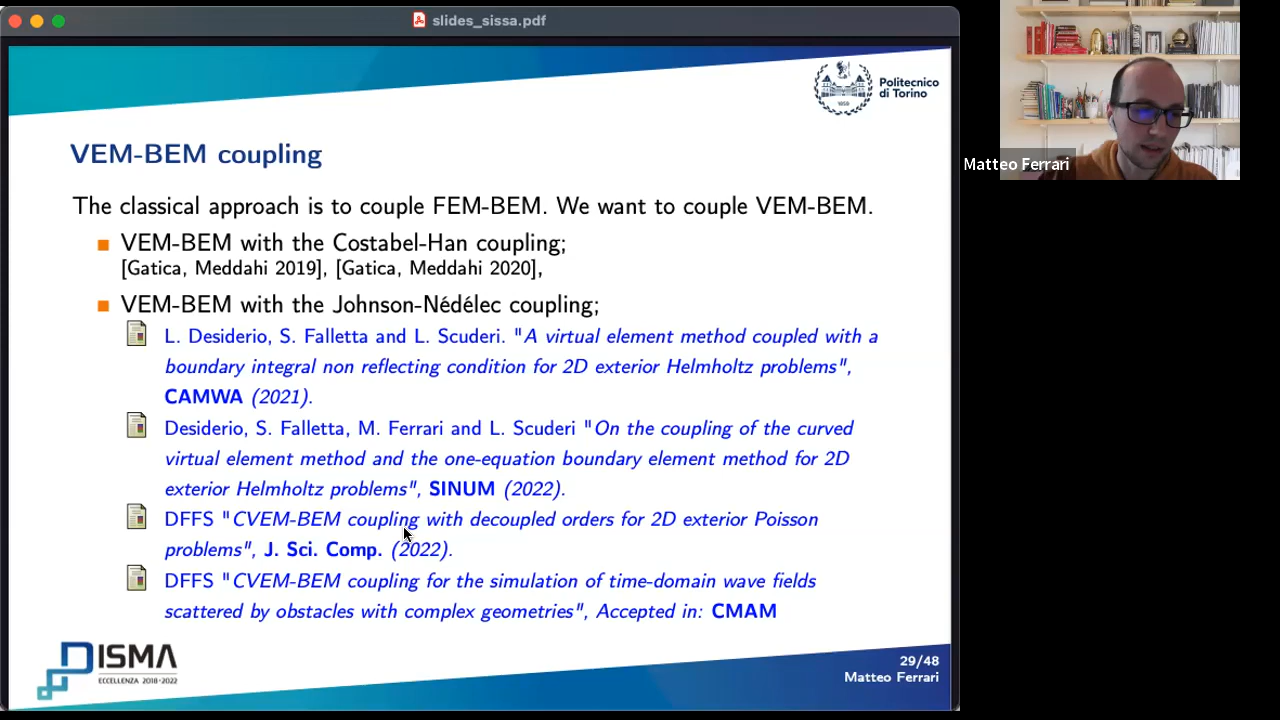 slides_sissa.pdf
Politecnico
di Torino
1859
VEM-BEM coupling
The classical approach is to couple FEM-BEM. We want to couple VEM-BEM.
VEM-BEM with the Costabel-Han coupling;
[Gatica, Meddahi 2019], [Gatica, Meddahi 2020],
VEM-BEM with the Johnson-Nédélec coupling;
L. Desiderio, S. Falletta and L. Scuderi. "A virtual element method coupled with a
boundary integral non reflecting condition for 2D exterior Helmholtz problems",
CAMWA (2021).
Desiderio, S. Falletta, M. Ferrari and L. Scuderi "On the coupling of the curved
virtual element method and the one-equation boundary element method for 2D
exterior Helmholtz problems", SINUM (2022).
DFFS "CVEM-BEM coupling with decoupled orders for 2D exterior Poisson
problems", J. Sci. Comp. (2022).
DFFS "CVEM-BEM coupling for the simulation of time-domain wave fields
scattered by obstacles with complex geometries", Accepted in: CMAM
DISMA
ECCELLENZA 2018·2022
29/48
Matteo Ferrari
Matteo Ferrari